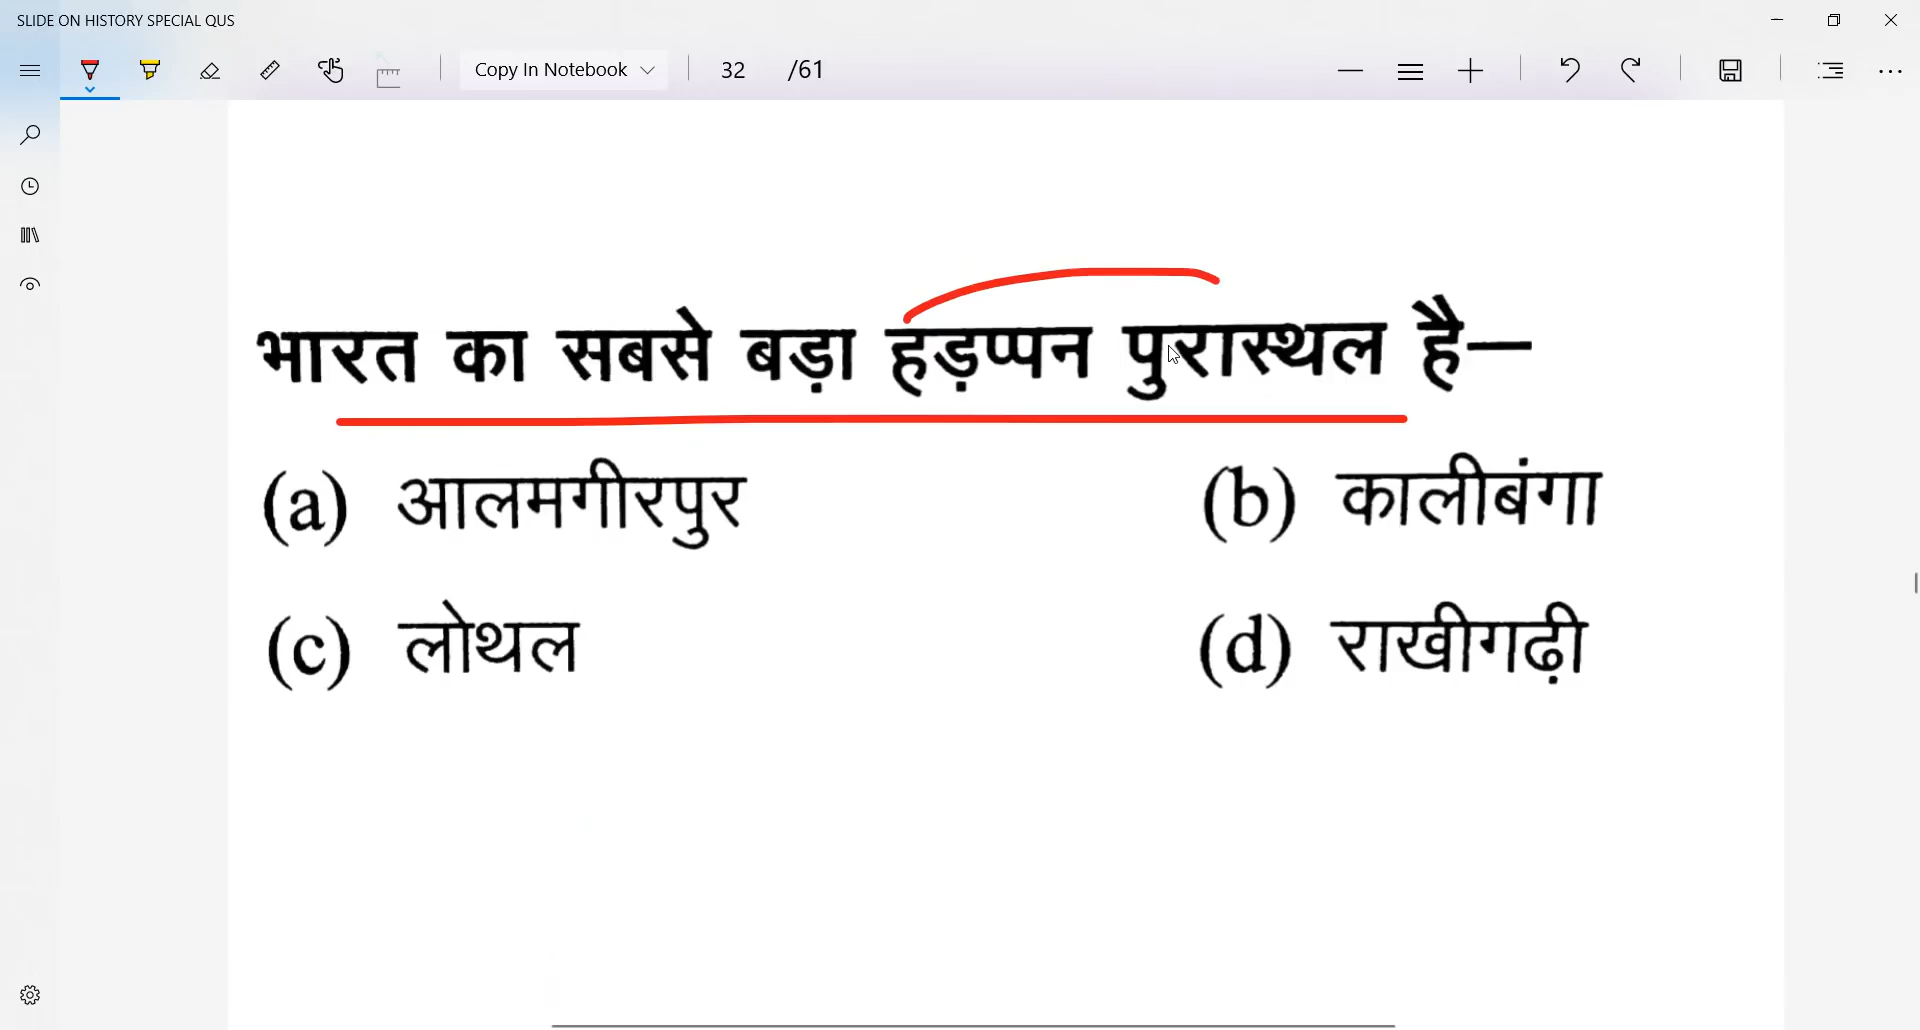 SLIDE ON HISTORY SPECIAL QUS
Copy In Notebook 32 /61
भारत का सबसे बड़ा हड़प्पन पुरास्थल है—
(a) आलमगीरपुर (b) कालीबंगा
(c) लोथल (d) राखीगढ़ी